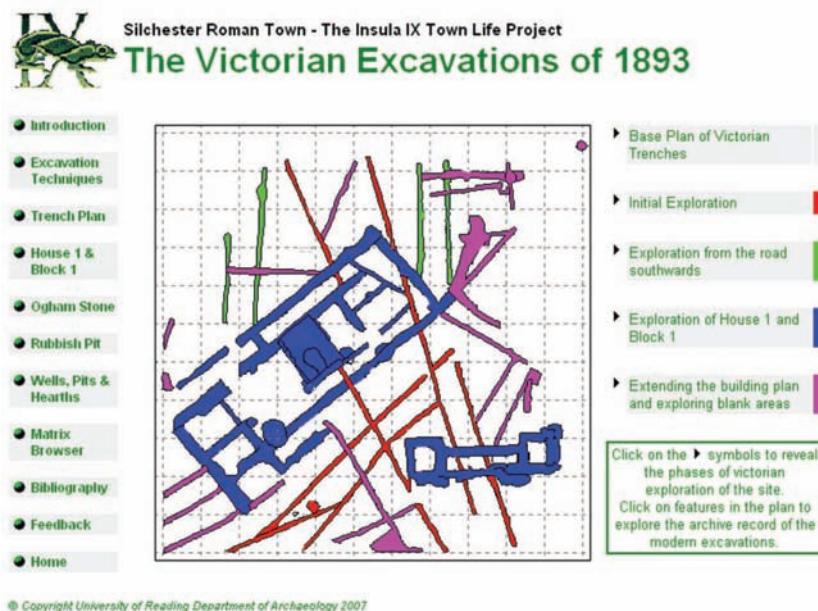 IX
Silchester Roman Town - The Insula IX Town Life Project
The Victorian Excavations of 1893
Introduction
Excavation
Techniques
Trench Plan
House 1 &
Block 1
Ogham Stone
Rubbish Pit
Wells, Pits &
Hearths
Matrix
Browser
Bibliography
Feedback
Home
Base Plan of Victorian
Trenches
Initial Exploration
Exploration from the road
southwards
Exploration of House 1 and
Block 1
Extending the building plan
and exploring blank areas
Click on the ▶ symbols to reveal
the phases of victorian
exploration of the site.
Click on features in the plan to
explore the archive record of the
modern excavations.
© Copyright University of Reading Department of Archaeology 2007